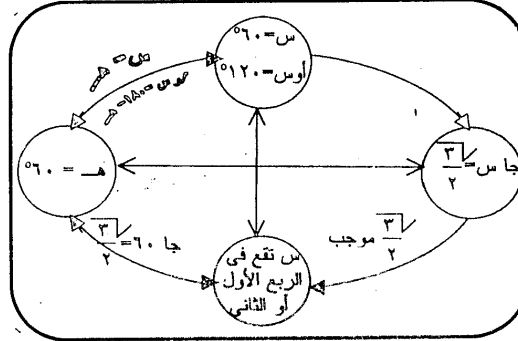 س=٦٠°
أوس=١٢٠°
س = هـ
س = ١٨٠ - هـ
جا س = √٣/٢
هـ = ٦٠°
جا ٦٠ = √٣/٢
√٣/٢ موجب
س تقع فى
الربع الأول
أو الثانى